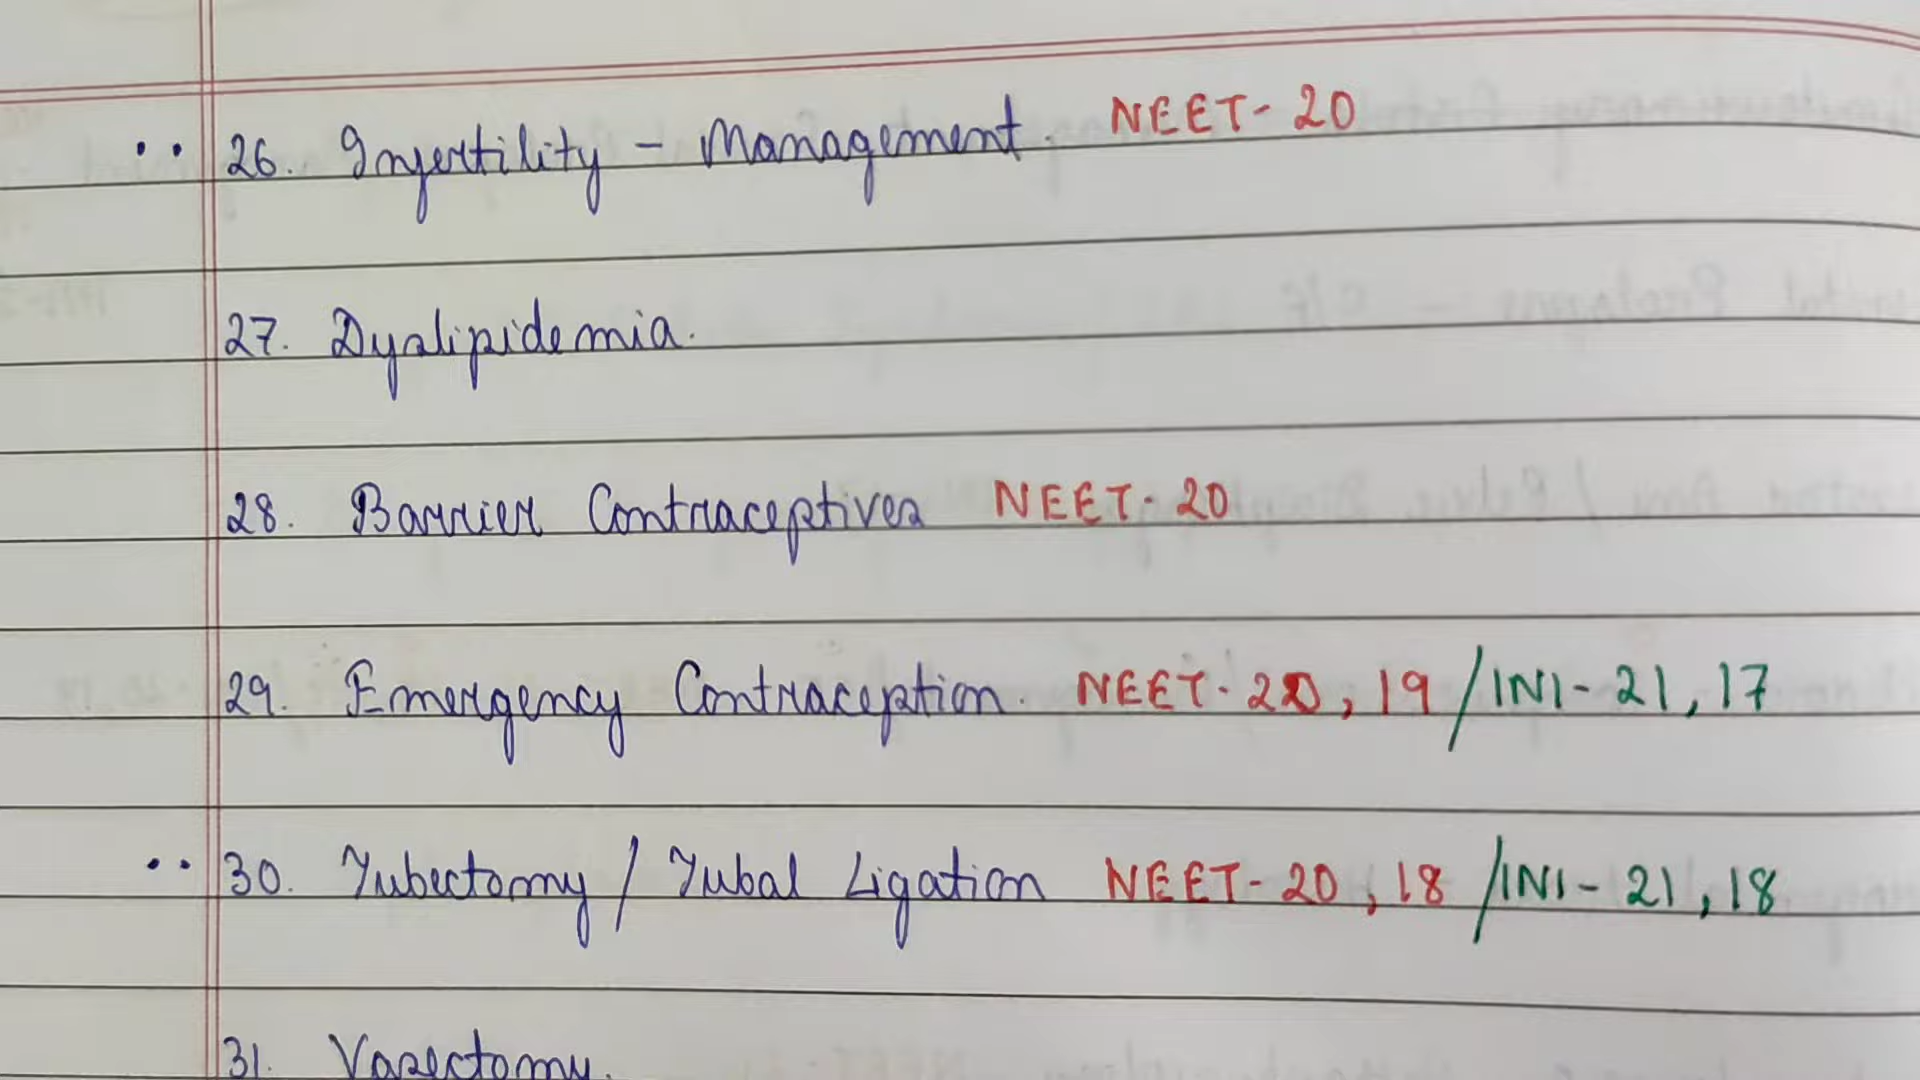 •• 26. Infertility - Management. NEET- 20
27. Dyslipidemia.
28. Barrier Contraceptives NEET- 20
29. Emergency Contraception. NEET- 20, 19 / INI - 21, 17
•• 30. Tubectomy / Tubal Ligation NEET- 20, 18 / INI - 21, 18
31. Vasectomy.